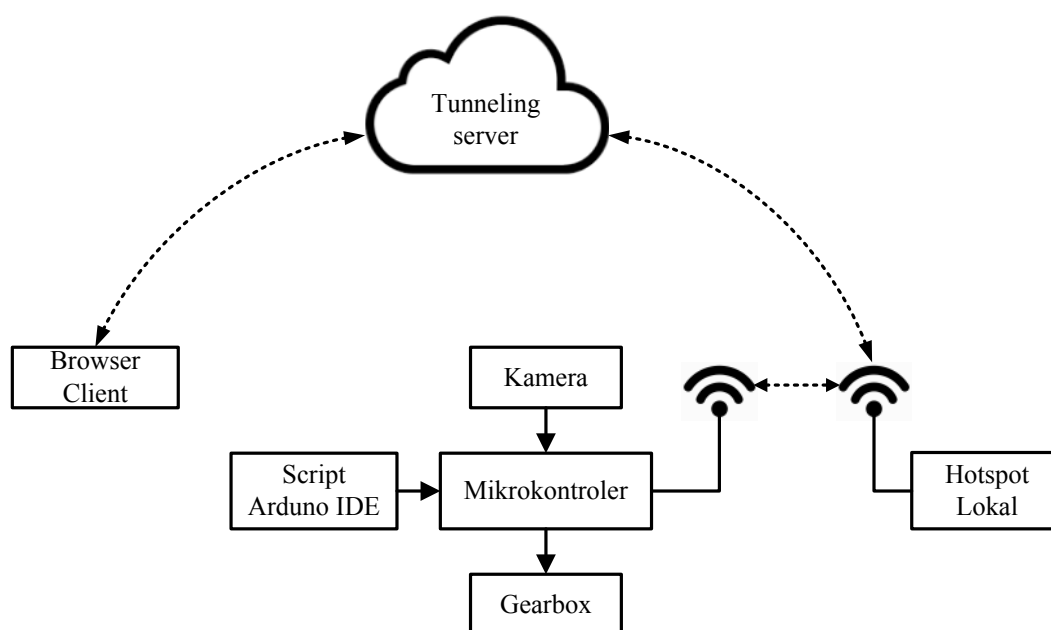 Tunneling
server
Browser
Client
Kamera
Script
Arduno IDE
Mikrokontroler
Hotspot
Lokal
Gearbox